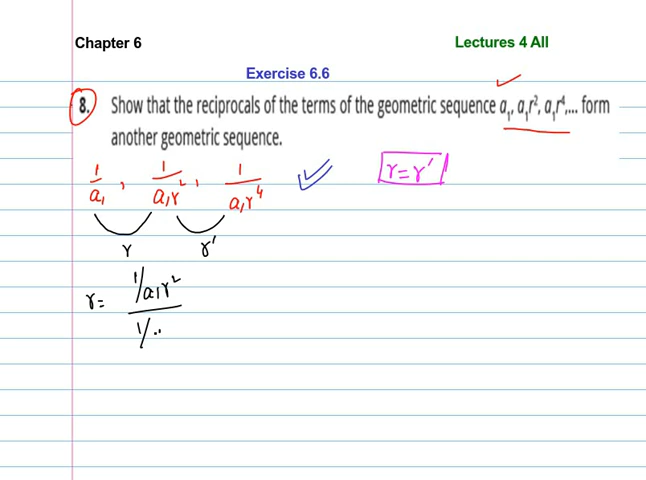 Chapter 6 Lectures 4 All
Exercise 6.6
8. Show that the reciprocals of the terms of the geometric sequence a₁, a₁r², a₁r⁴,... form
another geometric sequence.
1/a₁, 1/a₁r², 1/a₁r⁴ r=r′
r r′
r= 1/a₁r²
1/